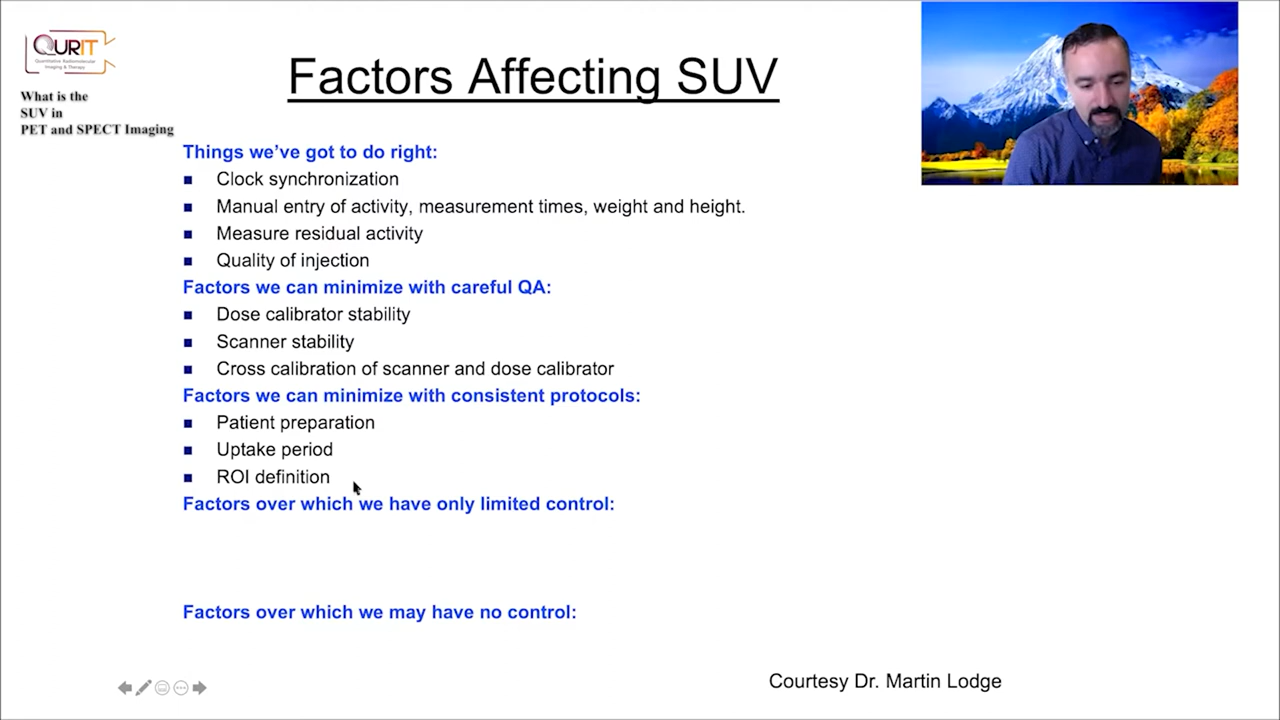 QURIT
Quantitative Radiomolecular
Imaging & Therapy
What is the
SUV in
PET and SPECT Imaging
Factors Affecting SUV
Things we’ve got to do right:
Clock synchronization
Manual entry of activity, measurement times, weight and height.
Measure residual activity
Quality of injection
Factors we can minimize with careful QA:
Dose calibrator stability
Scanner stability
Cross calibration of scanner and dose calibrator
Factors we can minimize with consistent protocols:
Patient preparation
Uptake period
ROI definition
Factors over which we have only limited control:
Factors over which we may have no control:
Courtesy Dr. Martin Lodge